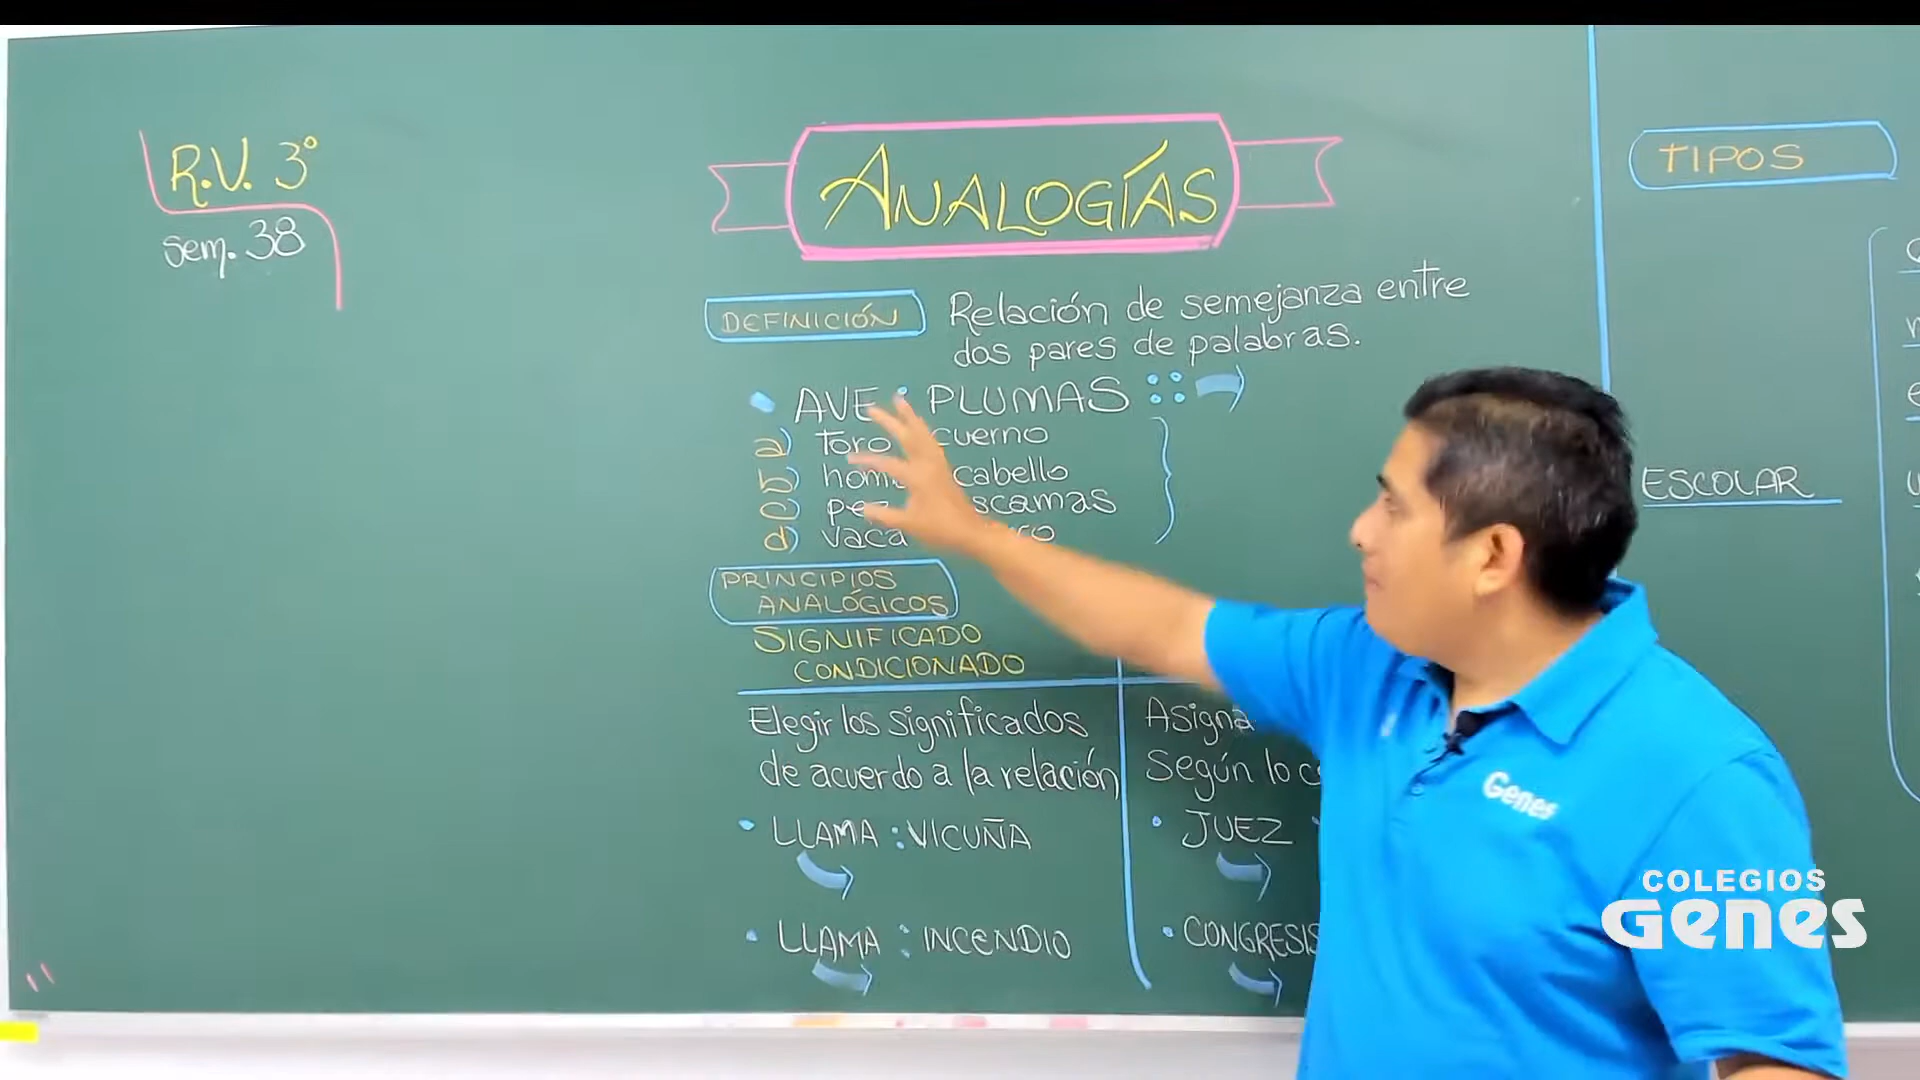 R.V. 3°
sem. 38
ANALOGÍAS
DEFINICIÓN
Relación de semejanza entre
dos pares de palabras.
AVE : PLUMAS ::
a) toro cuerno
b) cabello
c) pez
d) vaca
PRINCIPIOS
ANALÓGICOS
SIGNIFICADO
CONDICIONADO
Elegir los significados
de acuerdo a la relación
• LLAMA : VICUÑA
• LLAMA : INCENDIO
Según lo
• JUEZ
•
TIPOS
ESCOLAR
Genes
COLEGIOS
Genes